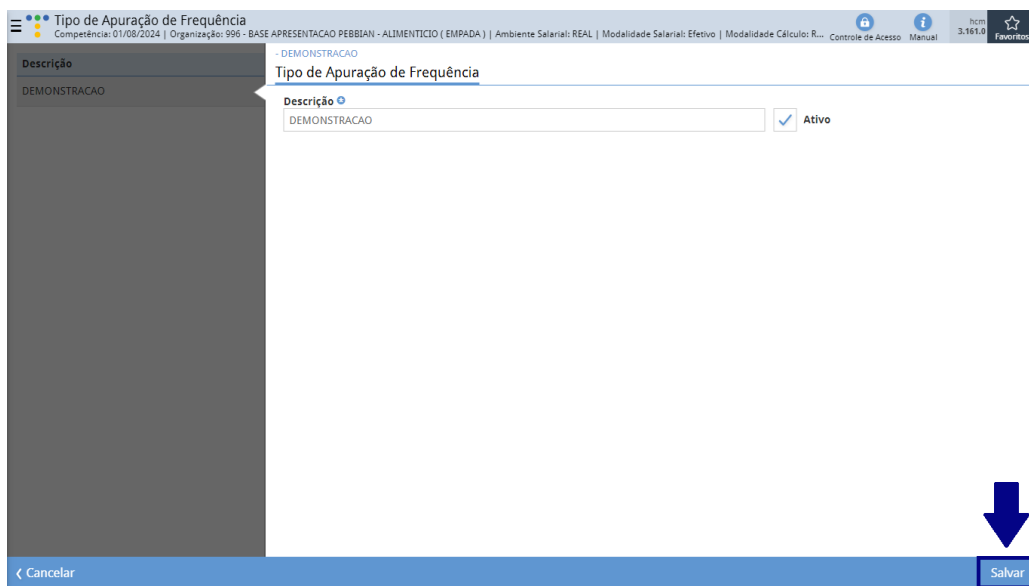 Tipo de Apuração de Frequência
Competência: 01/08/2024 | Organização: 996 - BASE APRESENTACAO PEBBIAN - ALIMENTICIO ( EMPADA ) | Ambiente Salarial: REAL | Modalidade Salarial: Efetivo | Modalidade Cálculo: R...
Controle de Acesso
Manual
hcm
3.161.0
Favoritos
Descrição
DEMONSTRACAO
- DEMONSTRACAO
Tipo de Apuração de Frequência
Descrição
DEMONSTRACAO
Ativo
Cancelar
Salvar